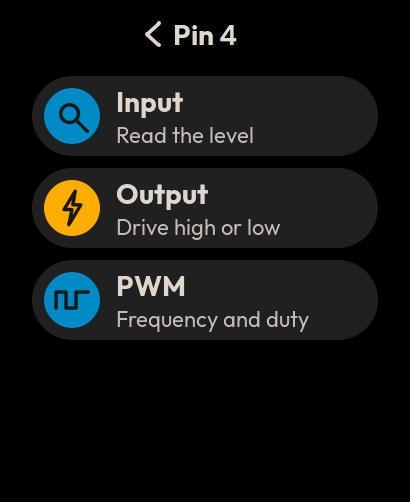 Pin 4
Input
Read the level
Output
Drive high or low
PWM
Frequency and duty